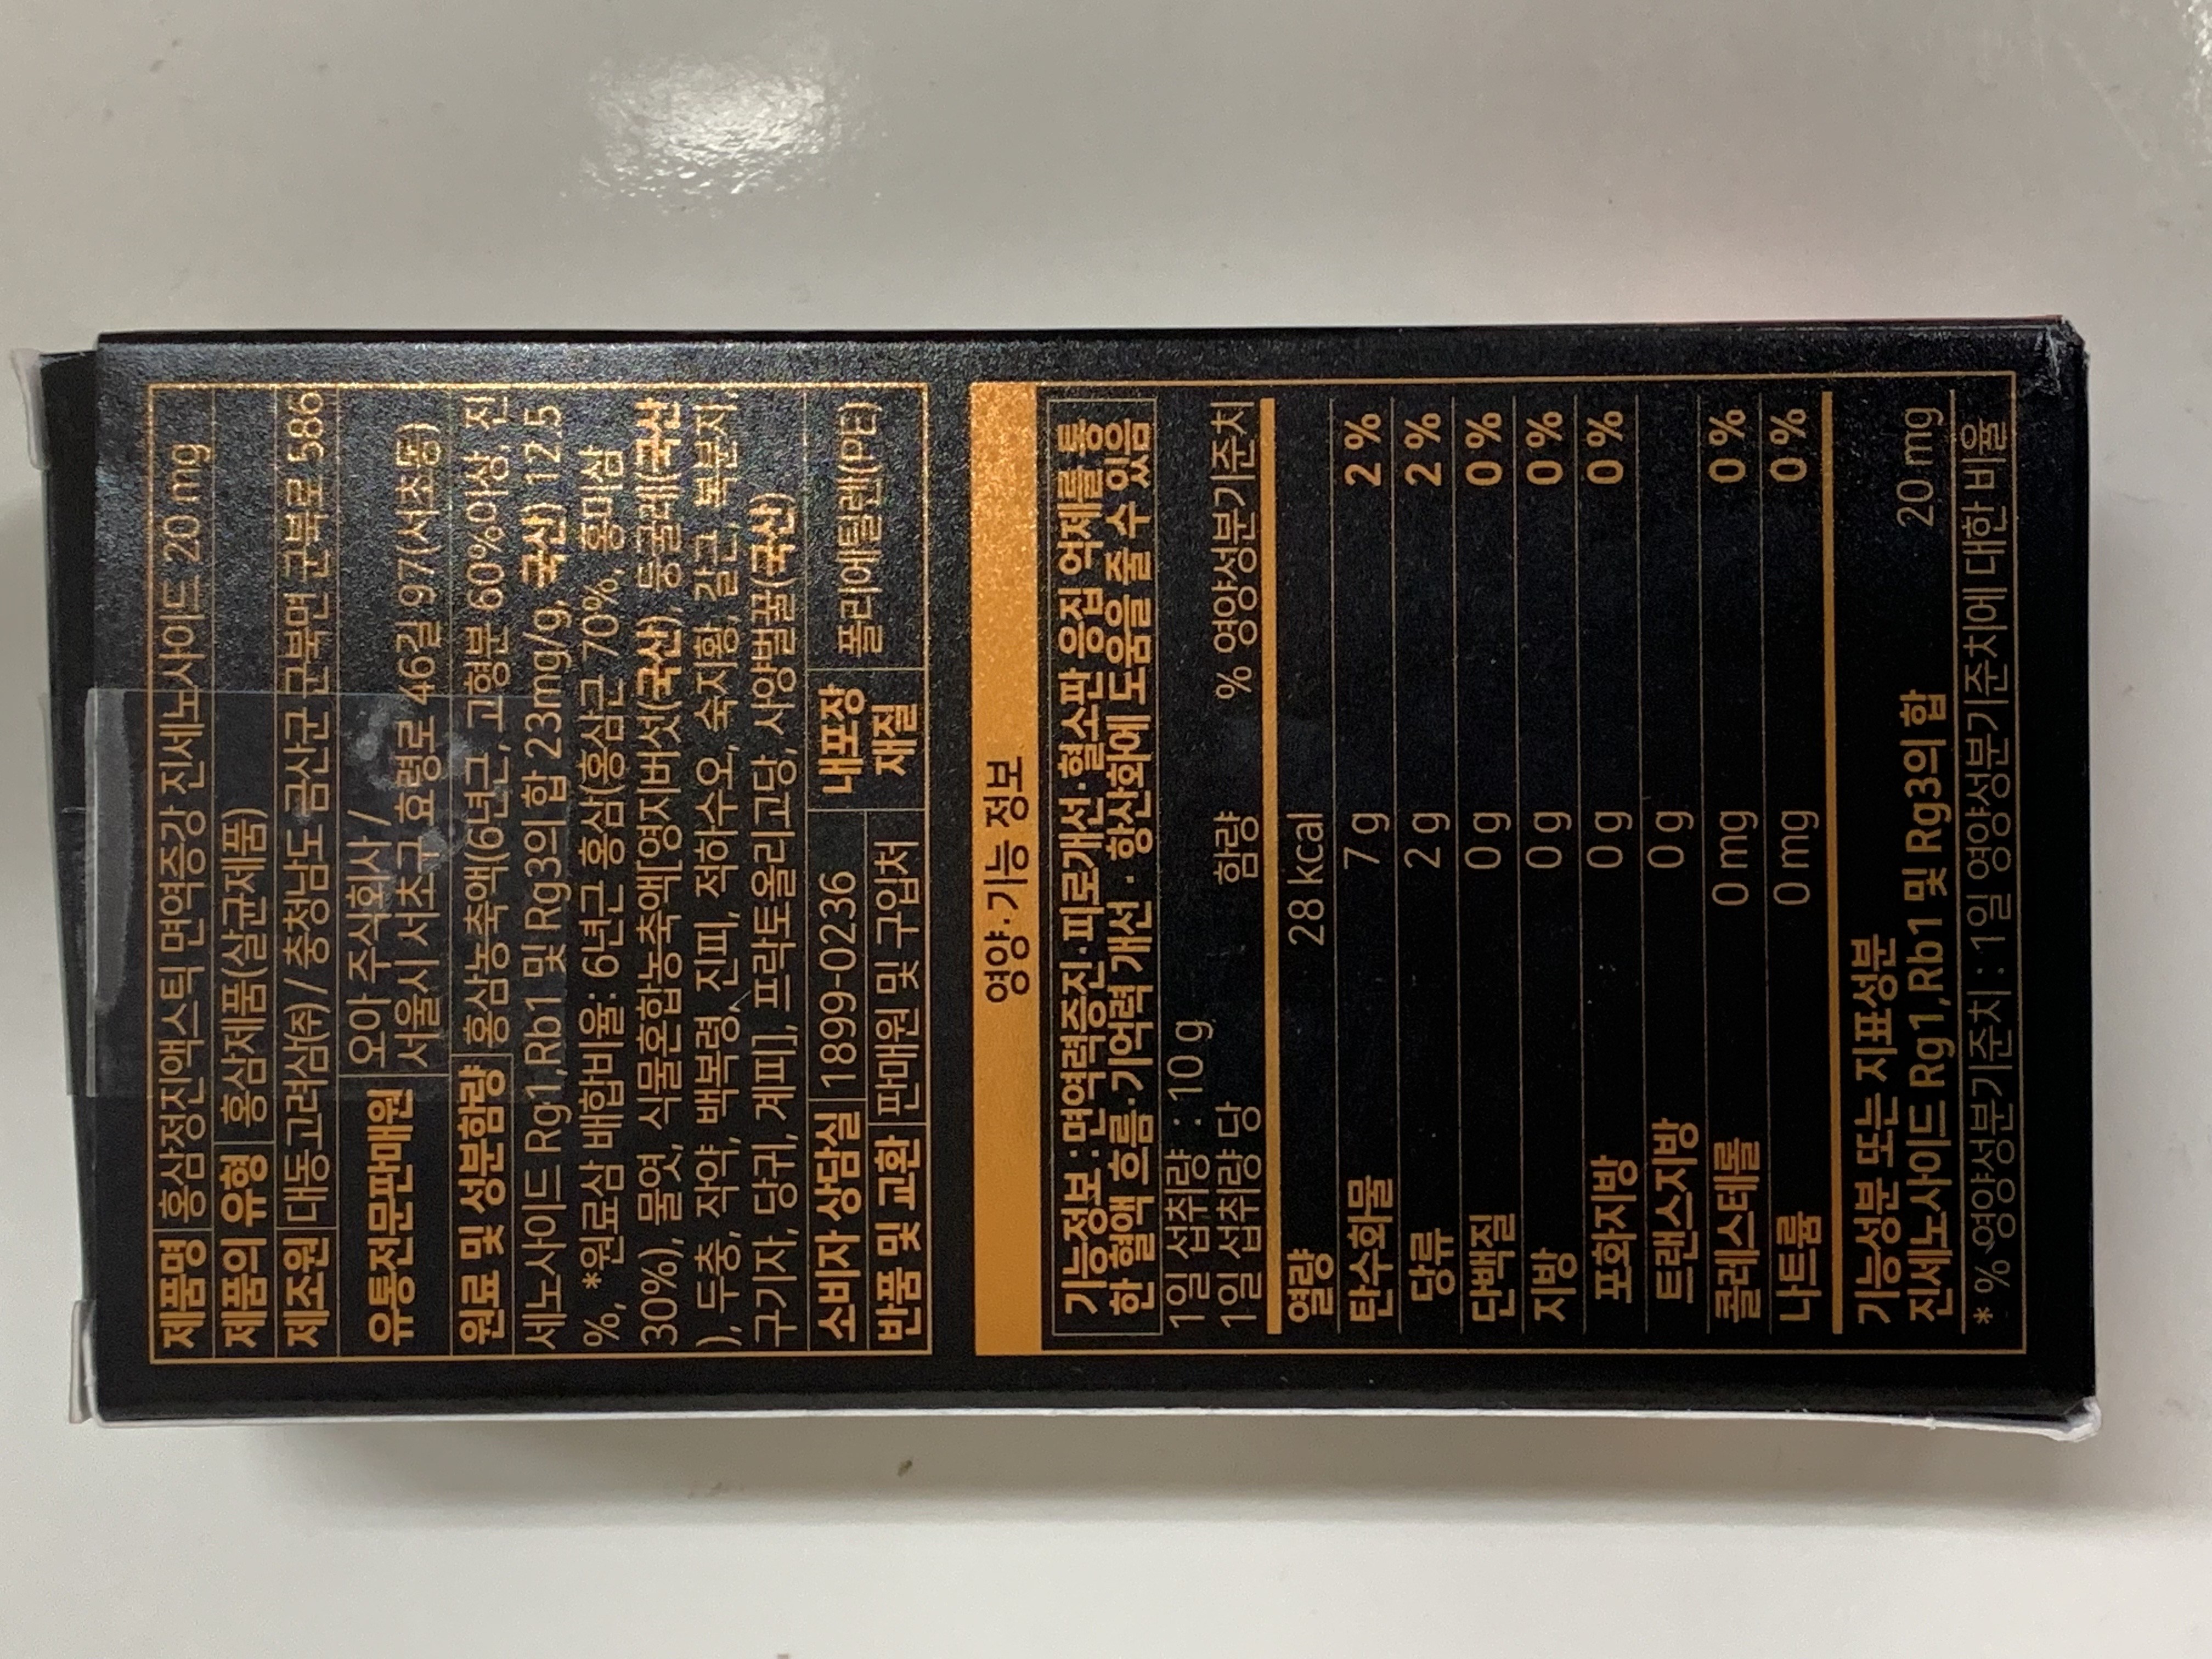 제품명 홍삼정지액스틱 면역증강 진세노사이드 20 mg
제품의 유형 홍삼제품(살균제품)
제조원 대동고려삼(주) / 충청남도 금산군 군북면 군북로 586
유통전문판매원 오아 주식회사 /
서울시 서초구 효령로 46길 97(서초동)
원료 및 성분함량 홍삼농축액(6년근, 고형분 60%이상, 진
세노사이드 Rg1,Rb1 및 Rg3의 합 23mg/g, 국산) 12.5
%, *원료삼 배합비율: 6년근 홍삼(홍삼근 70%, 홍미삼
30%), 물엿, 식물혼합농축액[영지버섯(국산), 둥굴레(국산
), 두충, 작약, 백복령, 진피, 적하수오, 숙지황, 갈근, 복분자,
구기자, 당귀, 계피], 프락토올리고당, 사양벌꿀(국산)
소비자 상담실 1899-0236
반품 및 교환 판매원 및 구입처
내포장
재질
폴리에틸렌(PE)
영양·기능 정보
기능정보 : 면역력증진·피로개선·혈소판 응집 억제를 통
한 혈액 흐름·기억력 개선 · 항산화에 도움을 줄 수 있음
1일 섭취량 : 10 g
1일 섭취량 당 함량 % 영양성분기준치
열량 28 kcal
탄수화물 7 g 2 %
당류 2 g 2 %
단백질 0 g 0 %
지방 0 g 0 %
포화지방 0 g 0 %
트랜스지방 0 g
콜레스테롤 0 mg 0 %
나트륨 0 mg 0 %
기능성분 또는 지표성분
진세노사이드 Rg1,Rb1 및 Rg3의 합 20 mg
* % 영양성분기준치 : 1일 영양성분기준치에 대한 비율